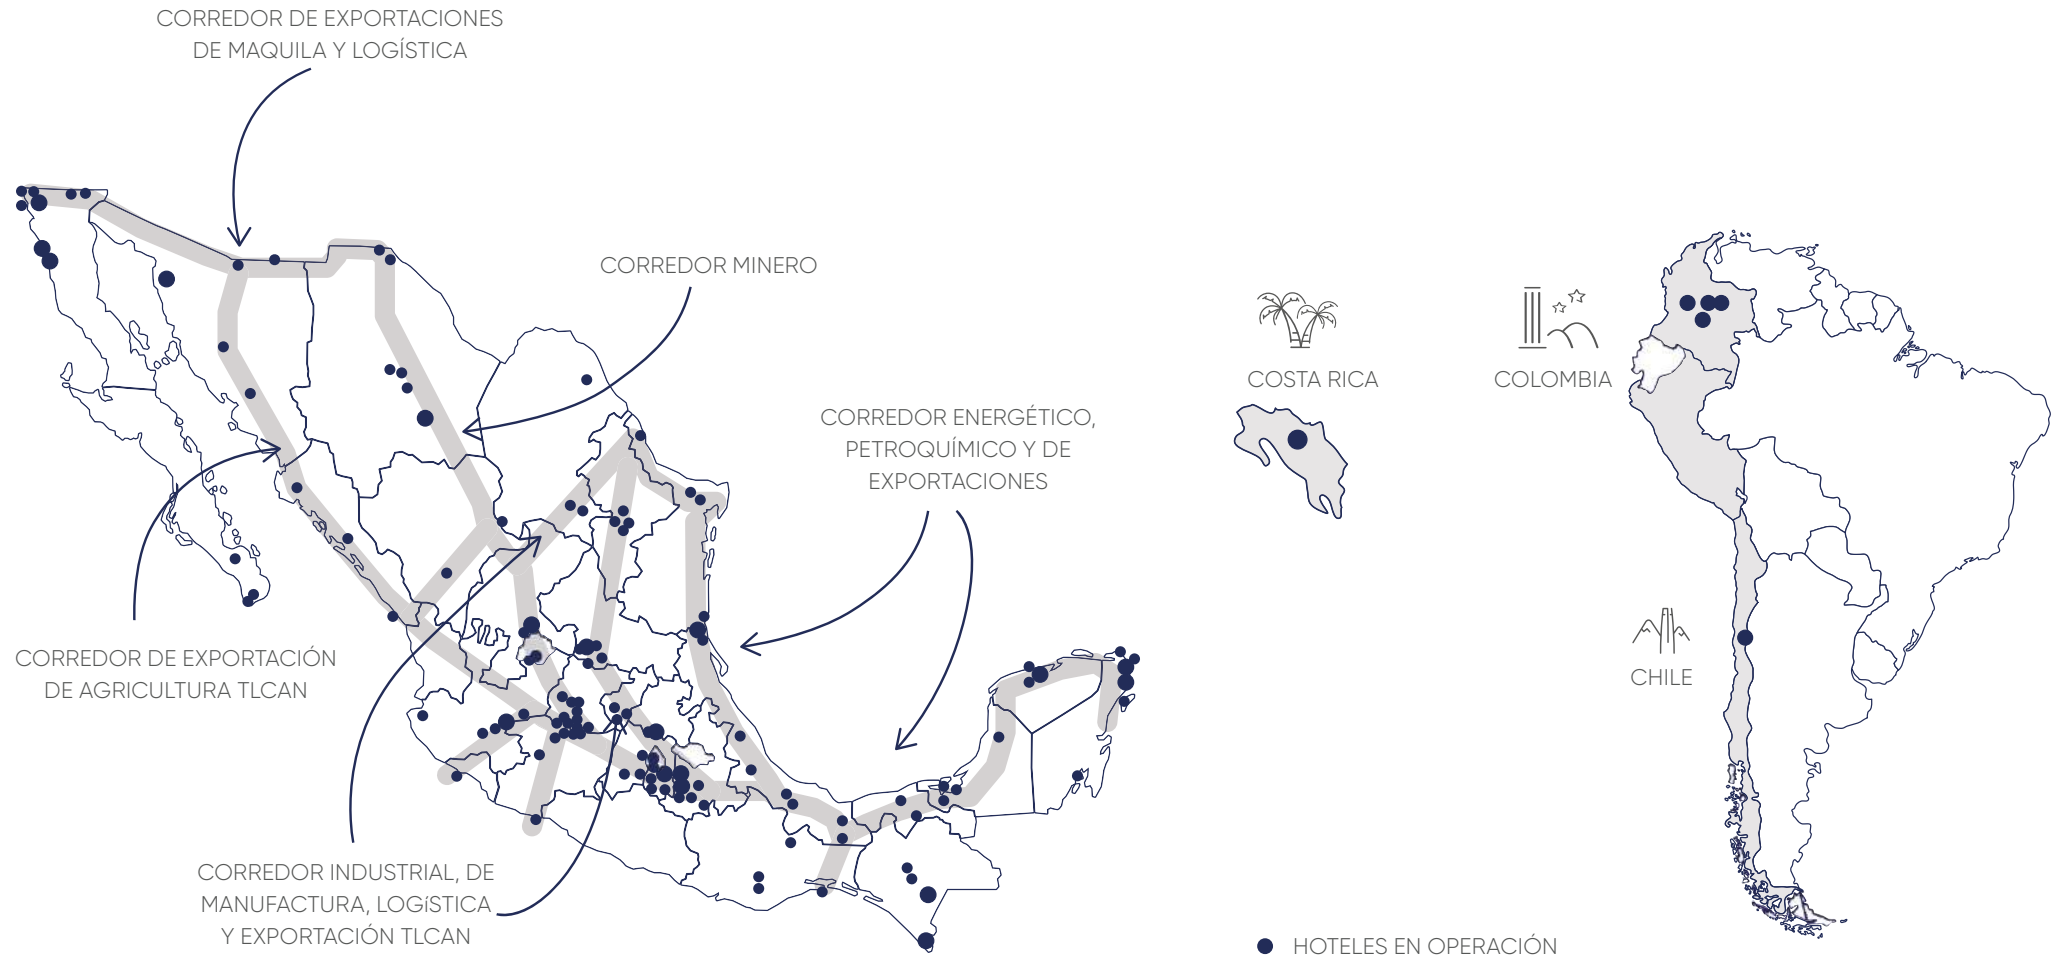 CORREDOR DE EXPORTACIONES
DE MAQUILA Y LOGÍSTICA
CORREDOR MINERO
CORREDOR ENERGÉTICO,
PETROQUÍMICO Y DE
EXPORTACIONES
CORREDOR DE EXPORTACIÓN
DE AGRICULTURA TLCAN
CORREDOR INDUSTRIAL, DE
MANUFACTURA, LOGíSTICA
Y EXPORTACIÓN TLCAN
COSTA RICA
COLOMBIA
CHILE
HOTELES EN OPERACIÓN